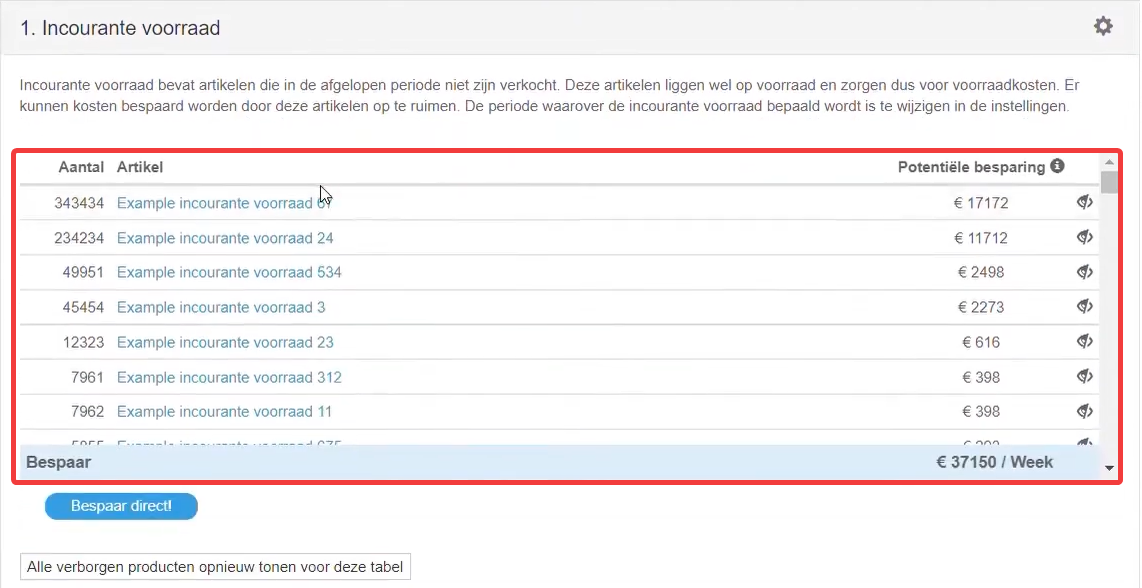 1. Incourante voorraad
Incourante voorraad bevat artikelen die in de afgelopen periode niet zijn verkocht. Deze artikelen liggen wel op voorraad en zorgen dus voor voorraadkosten. Er
kunnen kosten bespaard worden door deze artikelen op te ruimen. De periode waarover de incourante voorraad bepaald wordt is te wijzigen in de instellingen.
Aantal Artikel Potentiële besparing
343434 Example incourante voorraad € 17172
234234 Example incourante voorraad 24 € 11712
49951 Example incourante voorraad 534 € 2498
45454 Example incourante voorraad 3 € 2273
12323 Example incourante voorraad 23 € 616
7961 Example incourante voorraad 312 € 398
7962 Example incourante voorraad 11 € 398
Example incourante voorraad
Bespaar € 37150 / Week
Bespaar direct!
Alle verborgen producten opnieuw tonen voor deze tabel